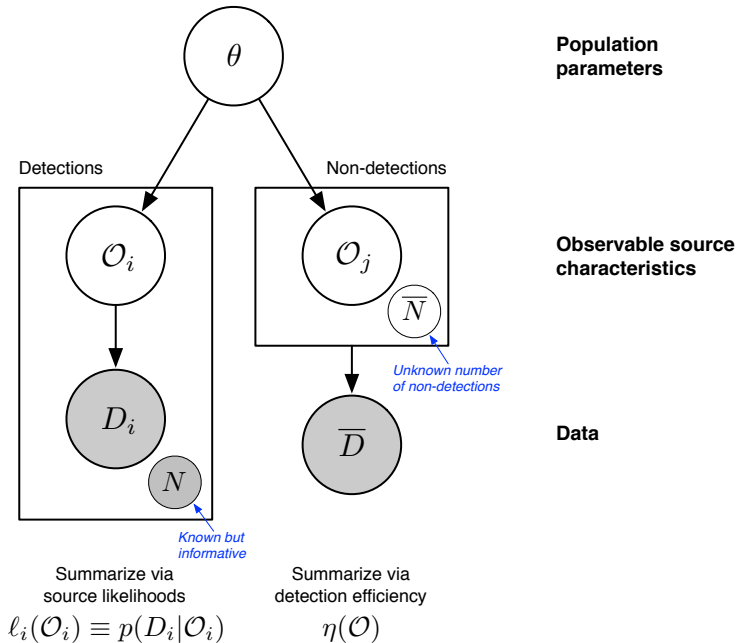 θ
Population
parameters
Detections
Non-detections
𝒪ᵢ
𝒪ⱼ
N̅
Observable source
characteristics
Unknown number
of non-detections
Dᵢ
D̅
Data
N
Known but
informative
Summarize via
source likelihoods
ℓᵢ(𝒪ᵢ) ≡ p(Dᵢ|𝒪ᵢ)
Summarize via
detection efficiency
η(𝒪)